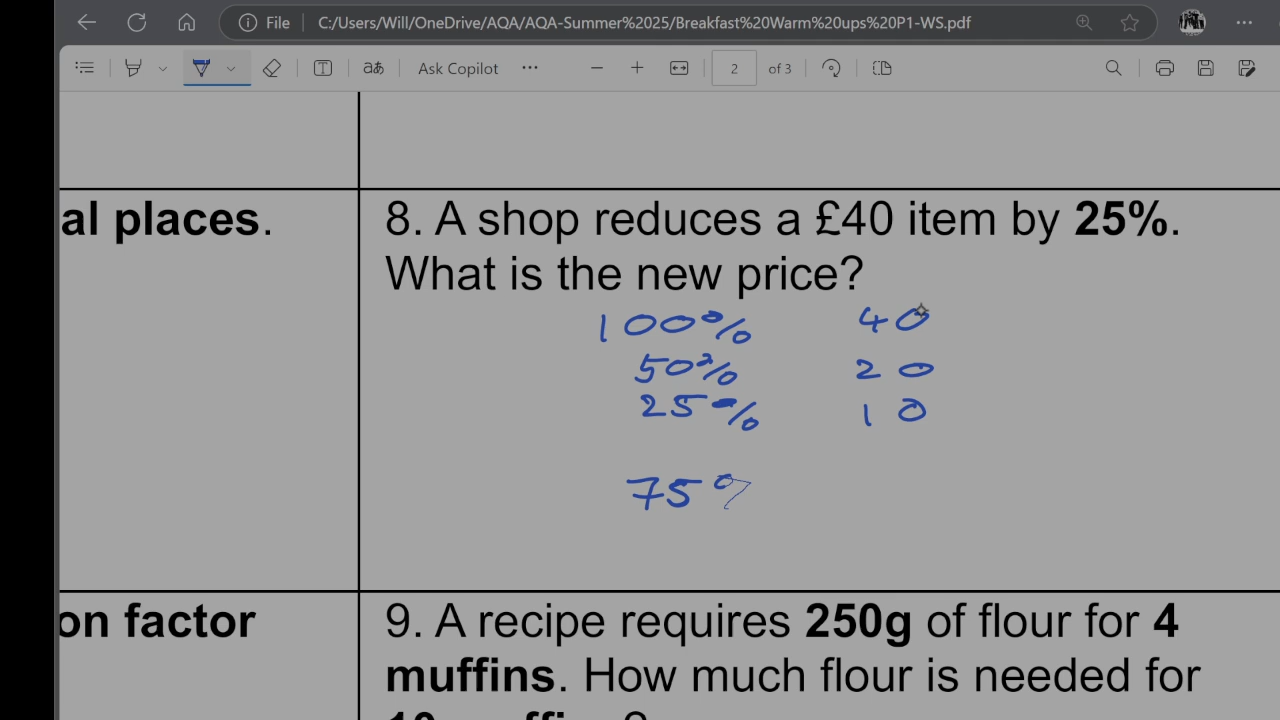 File C:/Users/Will/OneDrive/AQA/AQA-Summer%2025/Breakfast%20Warm%20ups%20P1-WS.pdf
Ask Copilot 2 of 3
al places.
8. A shop reduces a £40 item by 25%.
What is the new price?
100% 40
50% 20
25% 10
75%
on factor
9. A recipe requires 250g of flour for 4
muffins. How much flour is needed for